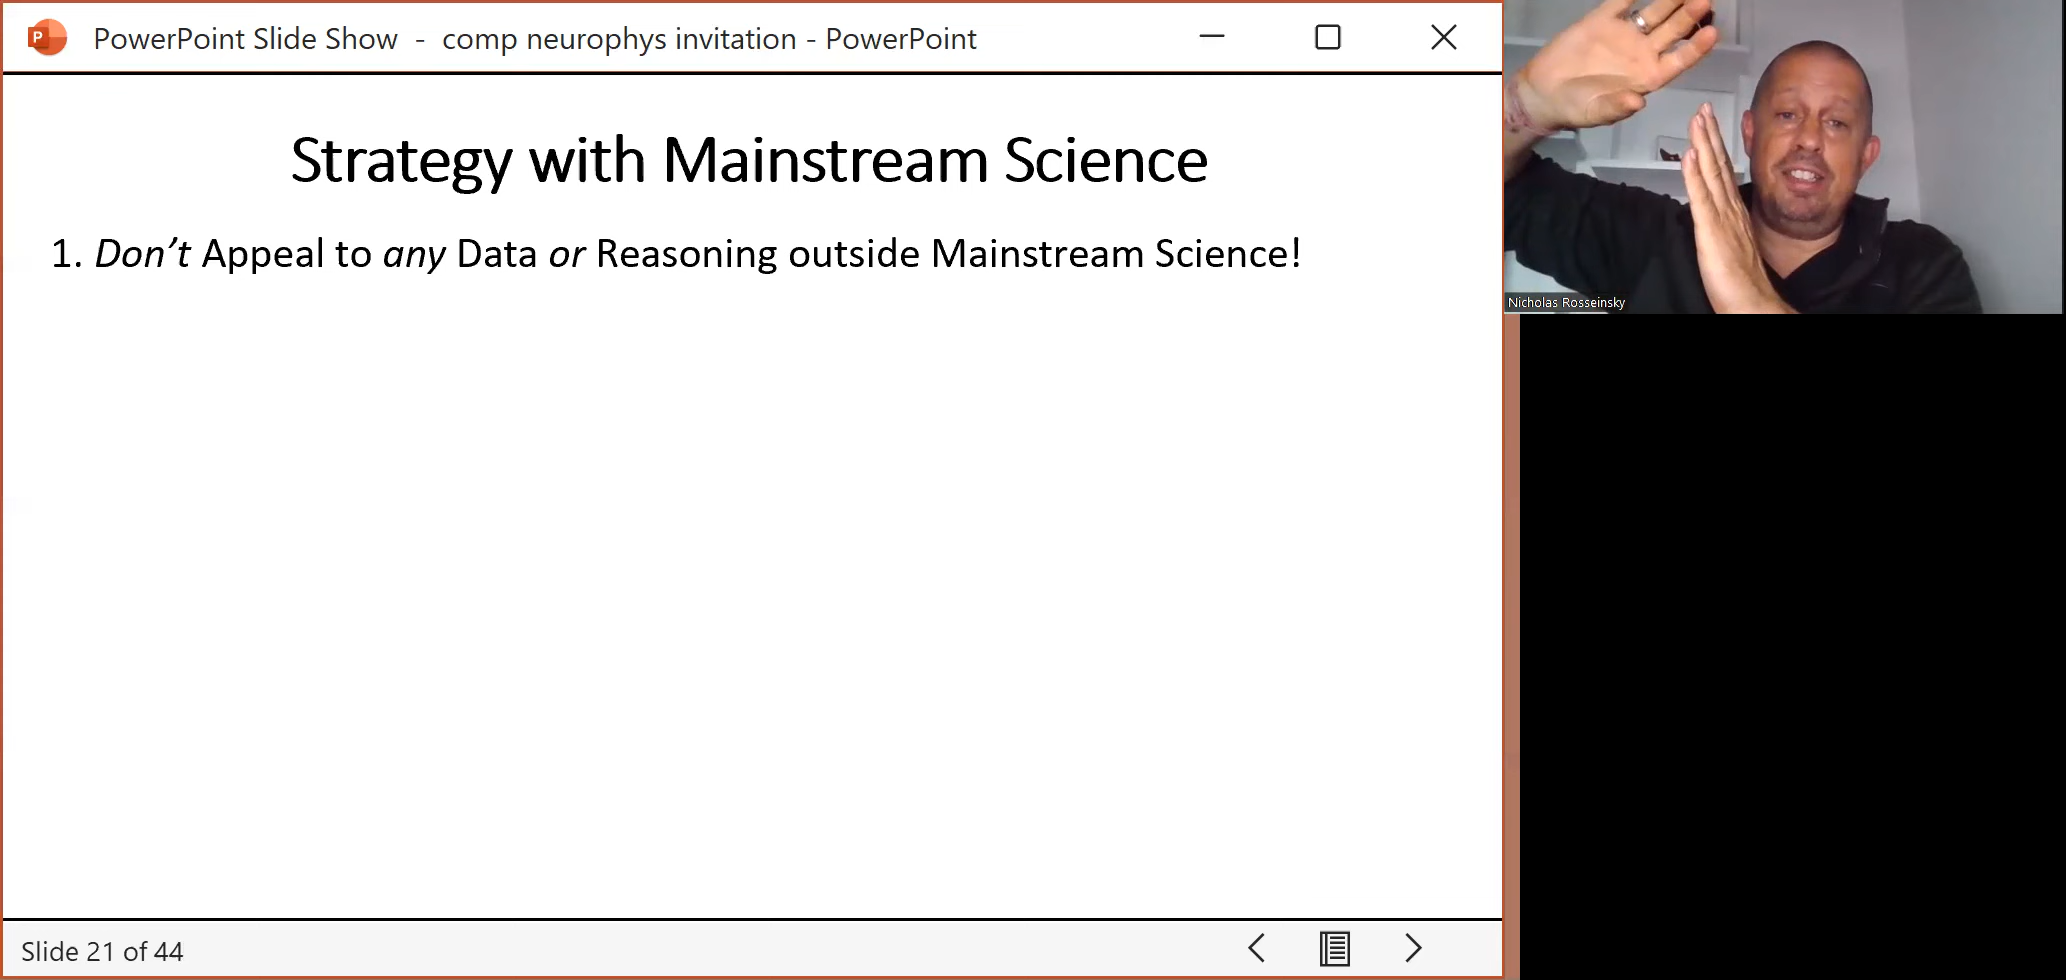 P PowerPoint Slide Show - comp neurophys invitation - PowerPoint
Strategy with Mainstream Science
1. Don’t Appeal to any Data or Reasoning outside Mainstream Science!
Nicholas Rosseinsky
Slide 21 of 44